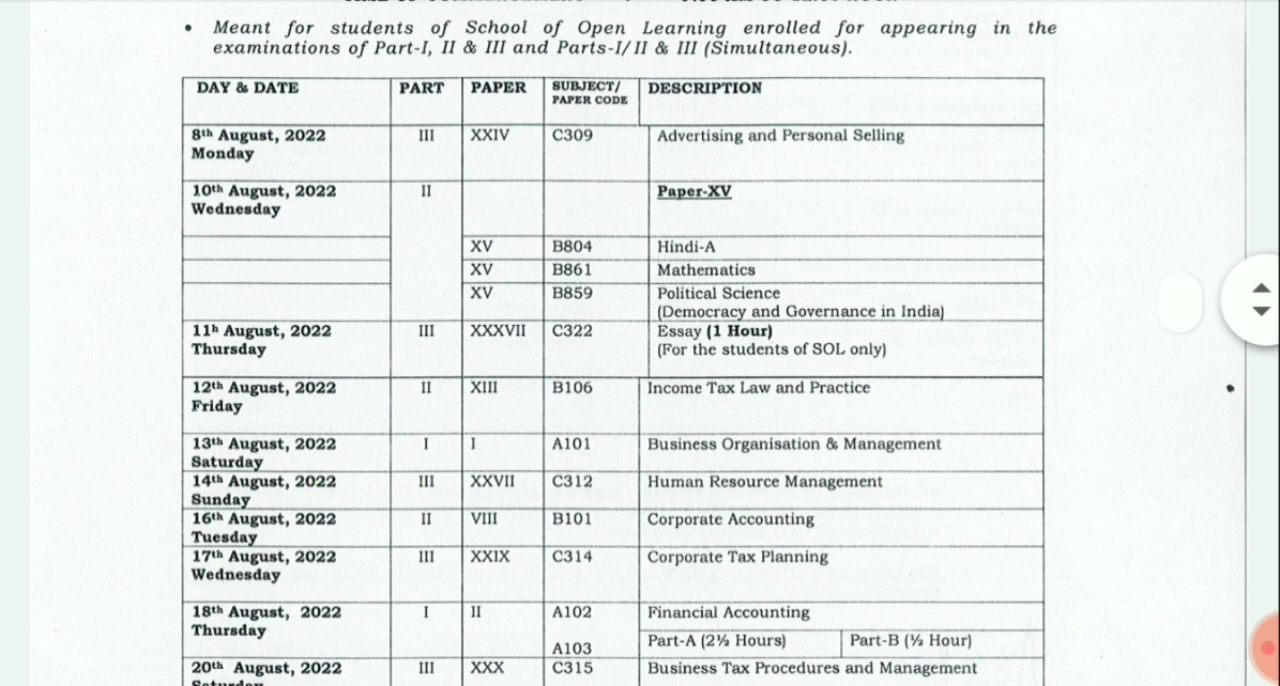 • Meant for students of School of Open Learning enrolled for appearing in the
examinations of Part-I, II & III and Parts-I/II & III (Simultaneous).
DAY & DATE PART PAPER SUBJECT/ PAPER CODE DESCRIPTION
8th August, 2022 III XXIV C309 Advertising and Personal Selling
Monday
10th August, 2022 II Paper-XV
Wednesday
XV B804 Hindi-A
XV B861 Mathematics
XV B859 Political Science
(Democracy and Governance in India)
11h August, 2022 III XXXVII C322 Essay (1 Hour)
Thursday (For the students of SOL only)
12th August, 2022 II XIII B106 Income Tax Law and Practice
Friday
13th August, 2022 I I A101 Business Organisation & Management
Saturday
14th August, 2022 III XXVII C312 Human Resource Management
Sunday
16th August, 2022 II VIII B101 Corporate Accounting
Tuesday
17th August, 2022 III XXIX C314 Corporate Tax Planning
Wednesday
18th August, 2022 I II A102 Financial Accounting
Thursday A103 Part-A (2½ Hours) Part-B (½ Hour)
20th August, 2022 III XXX C315 Business Tax Procedures and Management